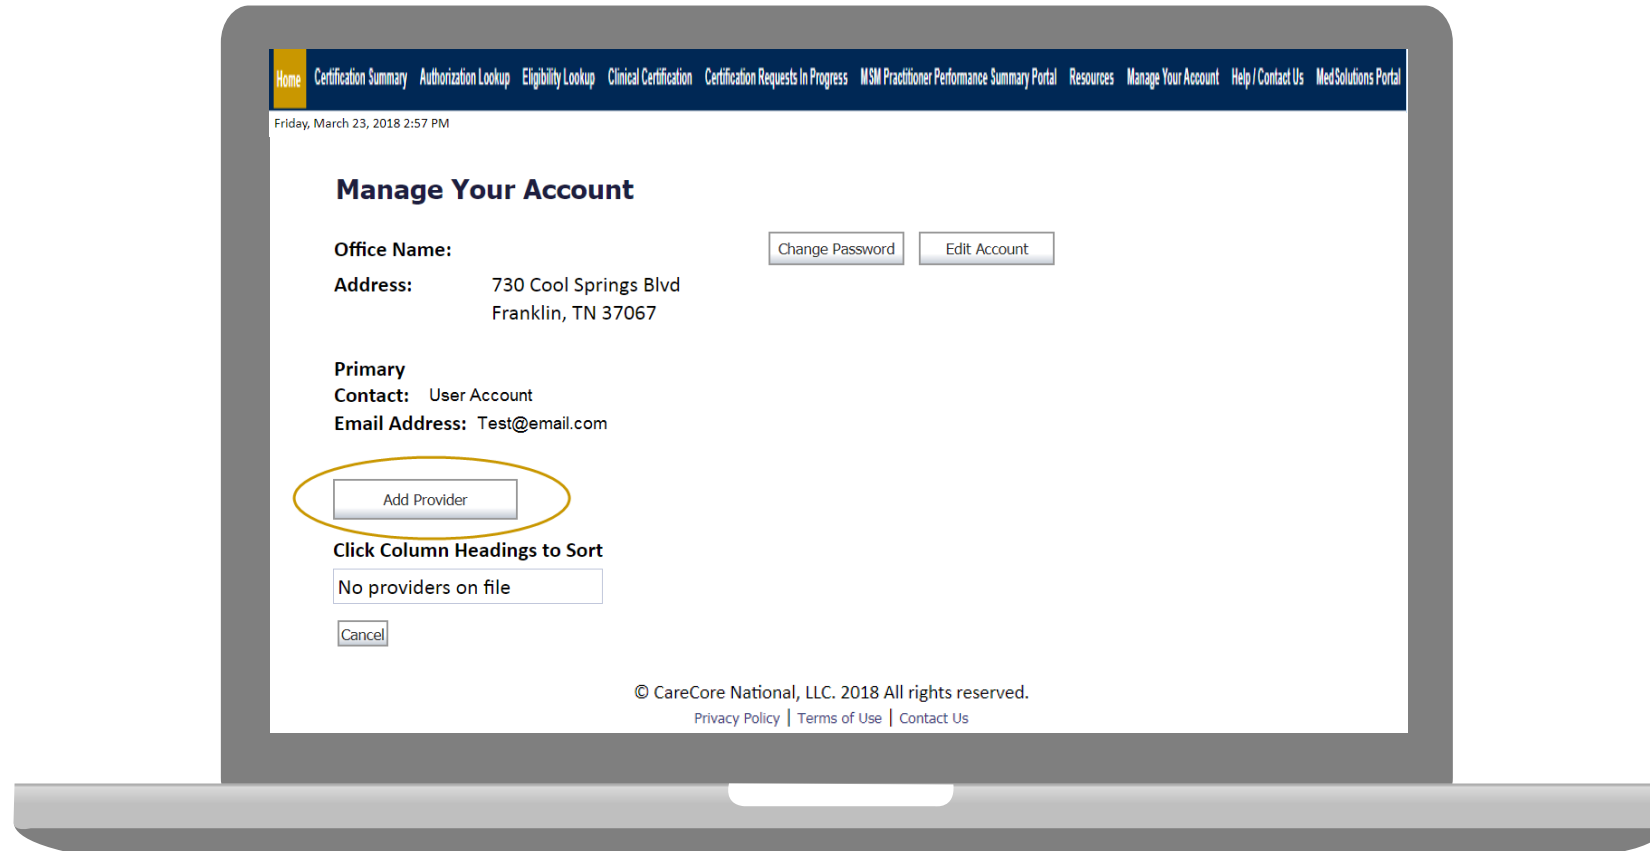 Home Certification Summary Authorization Lookup Eligibility Lookup Clinical Certification Certification Requests In Progress MSM Practitioner Performance Summary Portal Resources Manage Your Account Help / Contact Us MedSolutions Portal
Friday, March 23, 2018 2:57 PM
Manage Your Account
Office Name:
Change Password Edit Account
Address: 730 Cool Springs Blvd
Franklin, TN 37067
Primary
Contact: User Account
Email Address: Test@email.com
Add Provider
Click Column Headings to Sort
No providers on file
Cancel
© CareCore National, LLC. 2018 All rights reserved.
Privacy Policy | Terms of Use | Contact Us